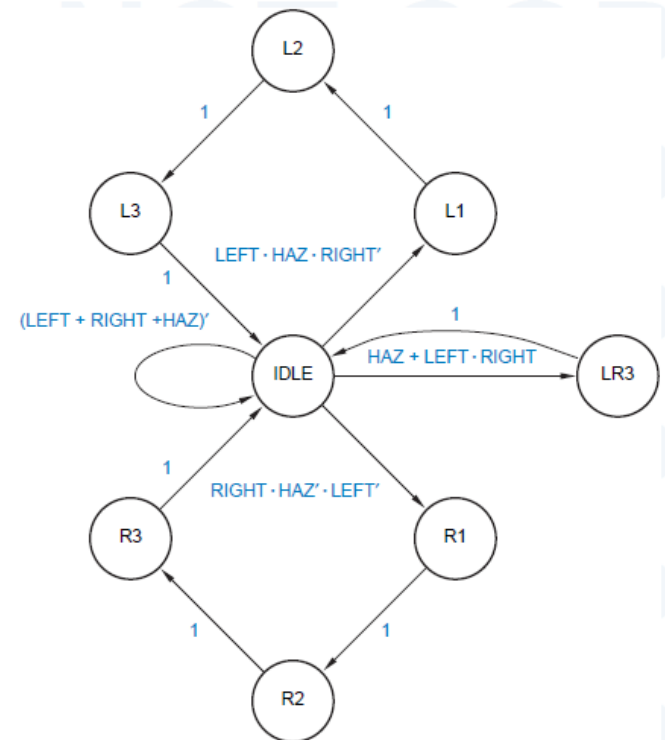 L2
1
1
L3
L1
LEFT · HAZ · RIGHT′
1
(LEFT + RIGHT +HAZ)′
1
HAZ + LEFT · RIGHT
IDLE
LR3
1
RIGHT · HAZ′ · LEFT′
R3
R1
1
1
R2